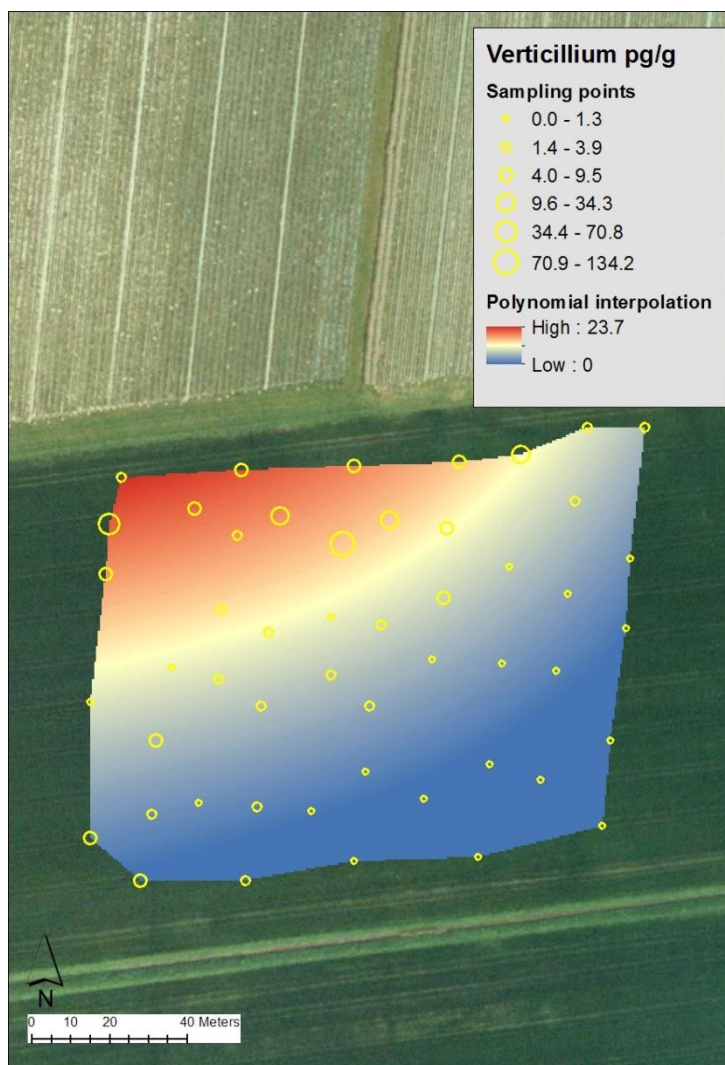 Verticillium pg/g
Sampling points
0.0 - 1.3
1.4 - 3.9
4.0 - 9.5
9.6 - 34.3
34.4 - 70.8
70.9 - 134.2
Polynomial interpolation
High : 23.7
Low : 0
N
0 10 20 40 Meters